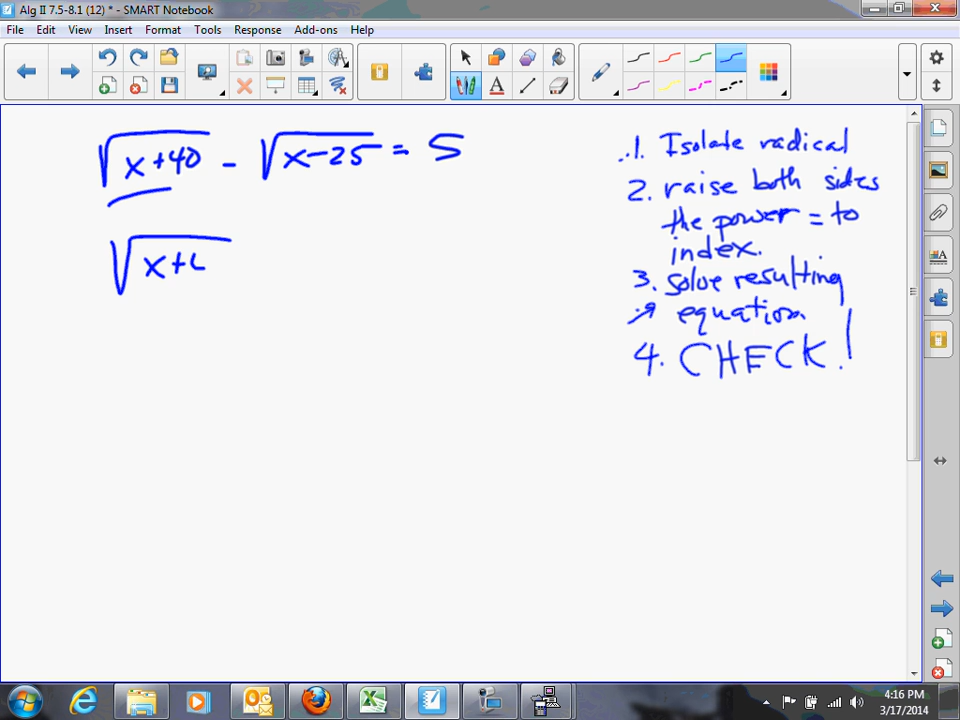 Alg II 7.5-8.1 (12) * - SMART Notebook
File Edit View Insert Format Tools Response Add-ons Help
√x+40 - √x-25 = 5
√x+4
1. Isolate radical
2. raise both sides
the power = to
index.
3. Solve resulting
equation.
4. CHECK!
4:16 PM
3/17/2014